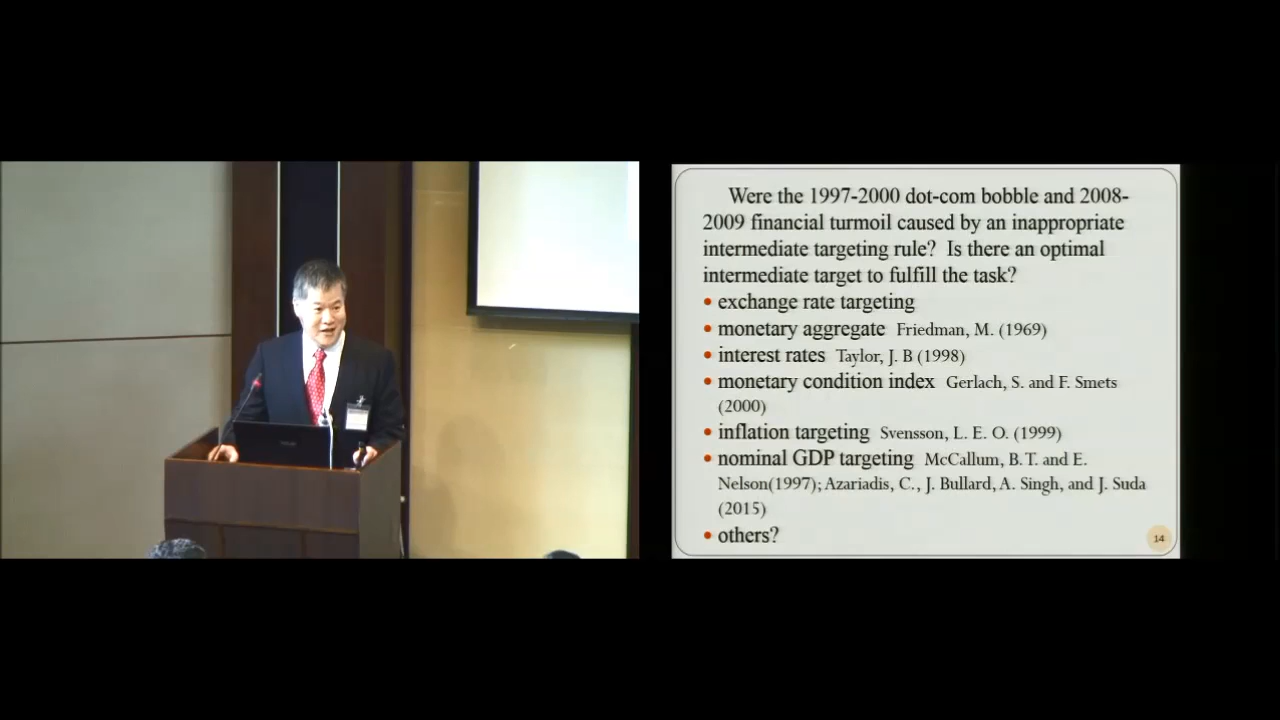 Were the 1997-2000 dot-com bobble and 2008-
2009 financial turmoil caused by an inappropriate
intermediate targeting rule? Is there an optimal
intermediate target to fulfill the task?
• exchange rate targeting
• monetary aggregate Friedman, M. (1969)
• interest rates Taylor, J. B (1998)
• monetary condition index Gerlach, S. and F. Smets
(2000)
• inflation targeting Svensson, L. E. O. (1999)
• nominal GDP targeting McCallum, B.T. and E.
Nelson(1997); Azariadis, C., J. Bullard, A. Singh, and J. Suda
(2015)
• others?
14